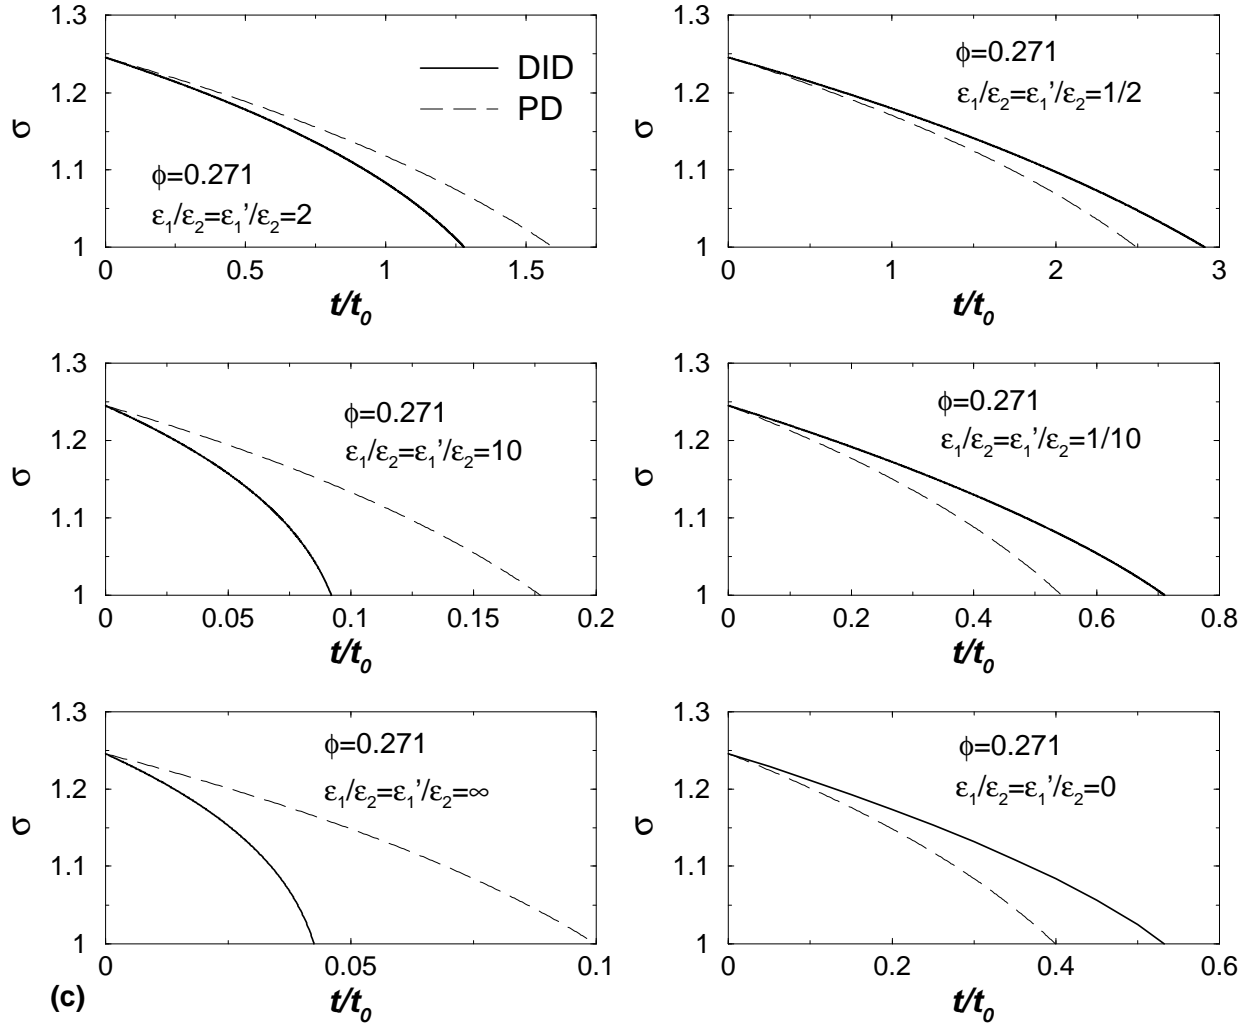 1.3
1.2
1.1
1
σ
DID
PD
ϕ=0.271
ε₁/ε₂=ε₁’/ε₂=2
0 0.5 1 1.5
t/t₀
1.3
1.2
1.1
1
σ
ϕ=0.271
ε₁/ε₂=ε₁’/ε₂=1/2
0 1 2 3
t/t₀
1.3
1.2
1.1
1
σ
ϕ=0.271
ε₁/ε₂=ε₁’/ε₂=10
0 0.05 0.1 0.15 0.2
t/t₀
1.3
1.2
1.1
1
σ
ϕ=0.271
ε₁/ε₂=ε₁’/ε₂=1/10
0 0.2 0.4 0.6 0.8
t/t₀
1.3
1.2
1.1
1
σ
ϕ=0.271
ε₁/ε₂=ε₁’/ε₂=∞
0 0.05 0.1
t/t₀
1.3
1.2
1.1
1
σ
ϕ=0.271
ε₁/ε₂=ε₁’/ε₂=0
0 0.2 0.4 0.6
t/t₀
(c)